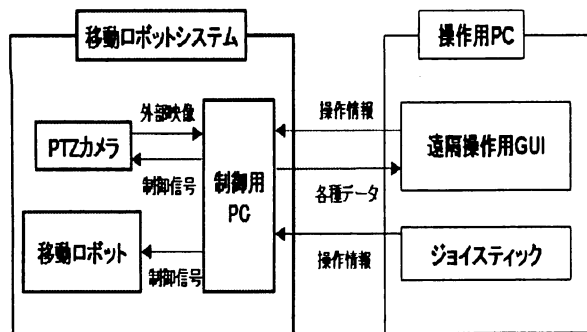 移動ロボットシステム
操作用PC
外部映像
PTZカメラ
制御信号
制御用
PC
移動ロボット
制御信号
操作情報
遠隔操作用GUI
各種データ
操作情報
ジョイスティック